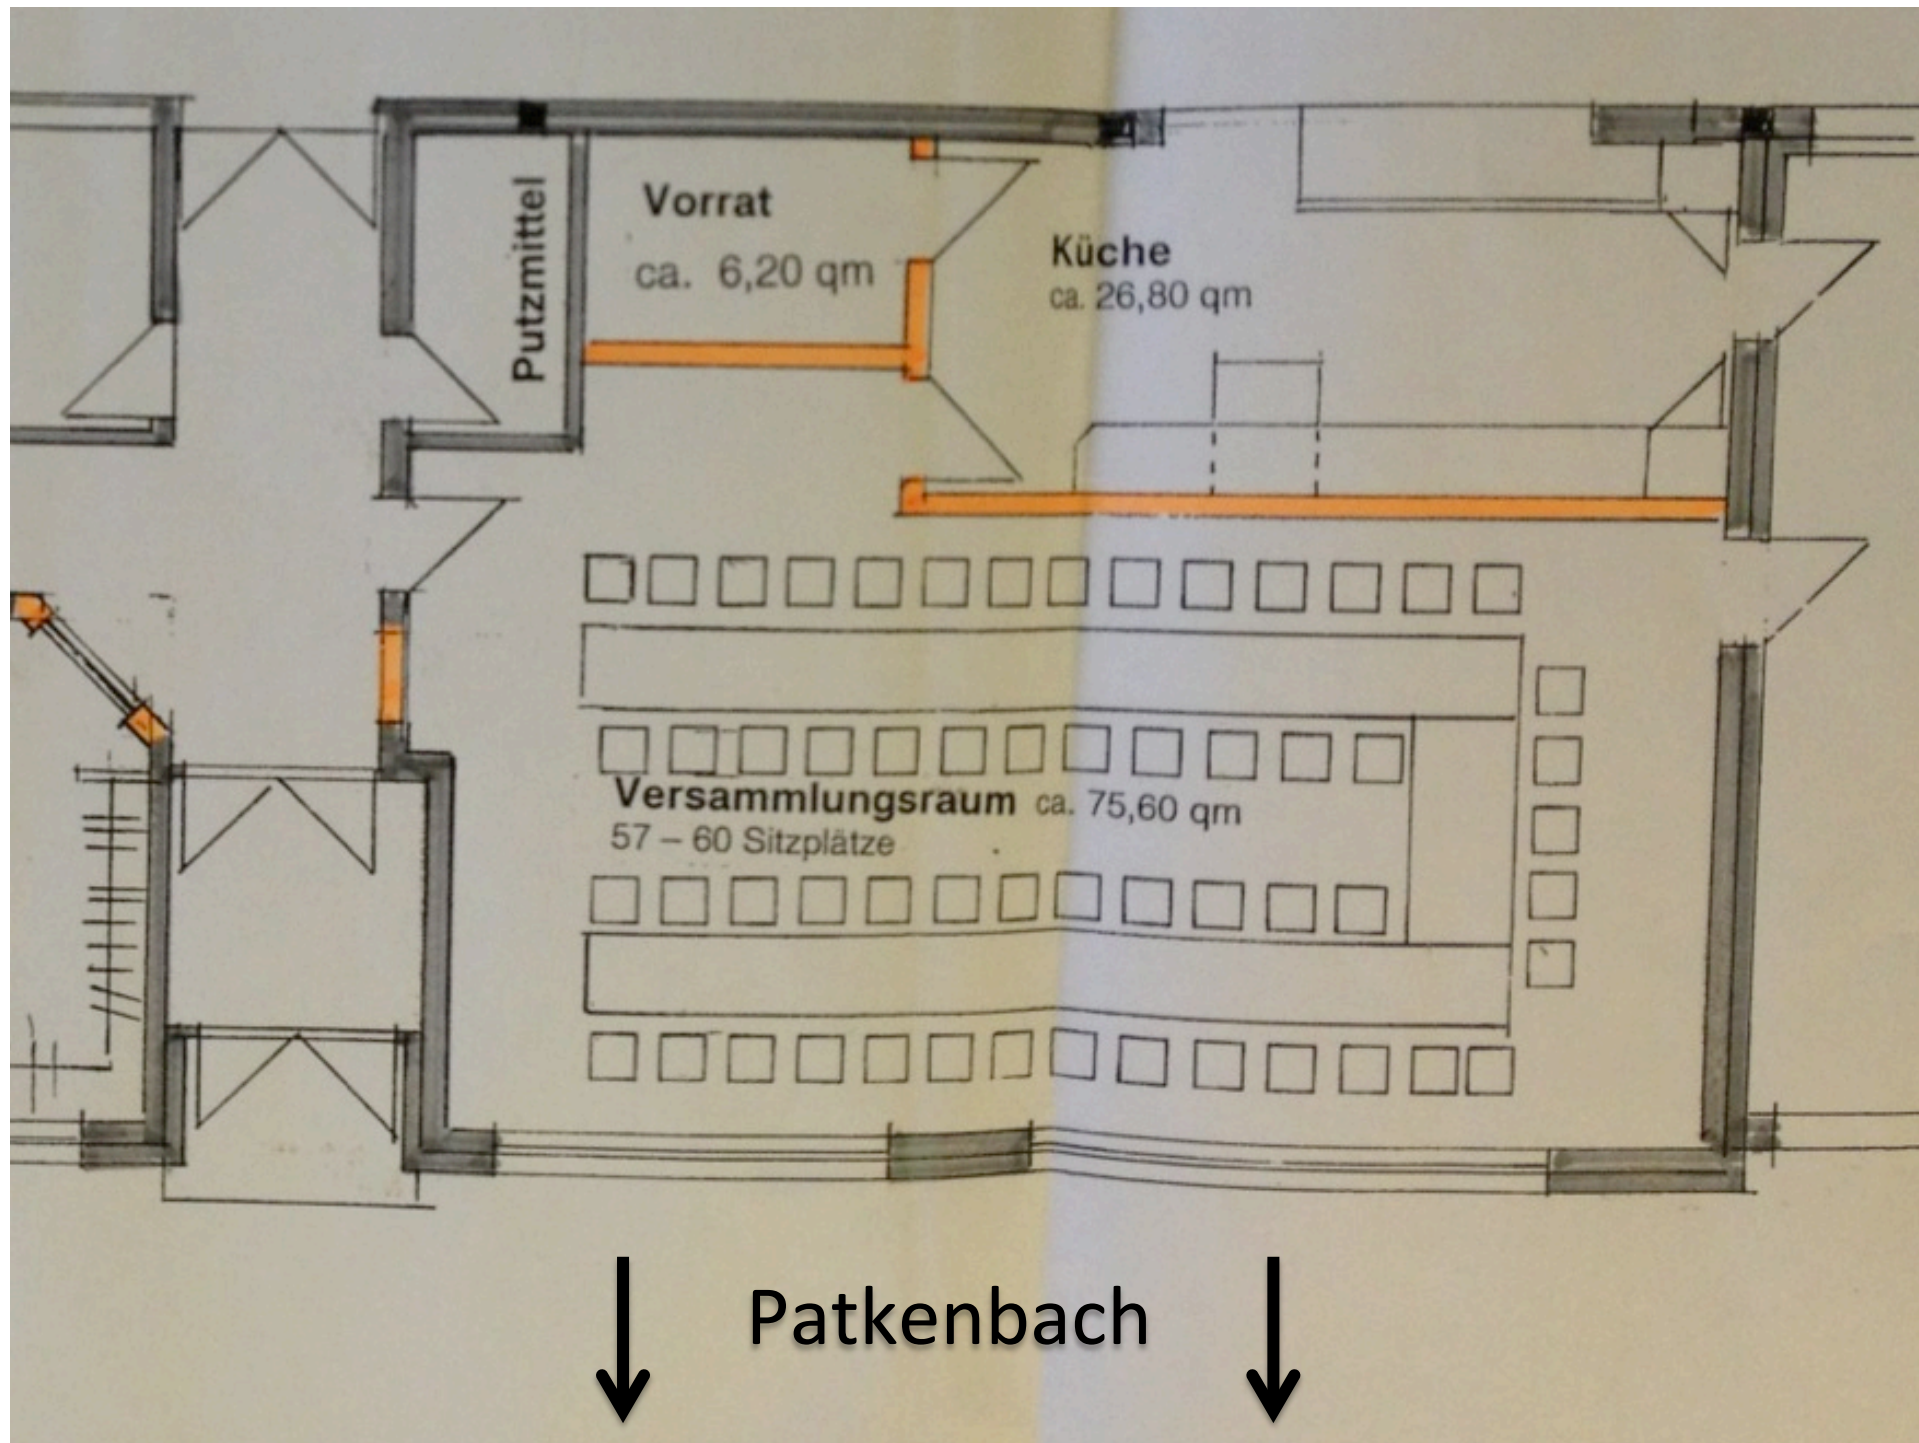 Putzmittel
Vorrat
ca. 6,20 qm
Küche
ca. 26,80 qm
Versammlungsraum ca. 75,60 qm
57 – 60 Sitzplätze
Patkenbach